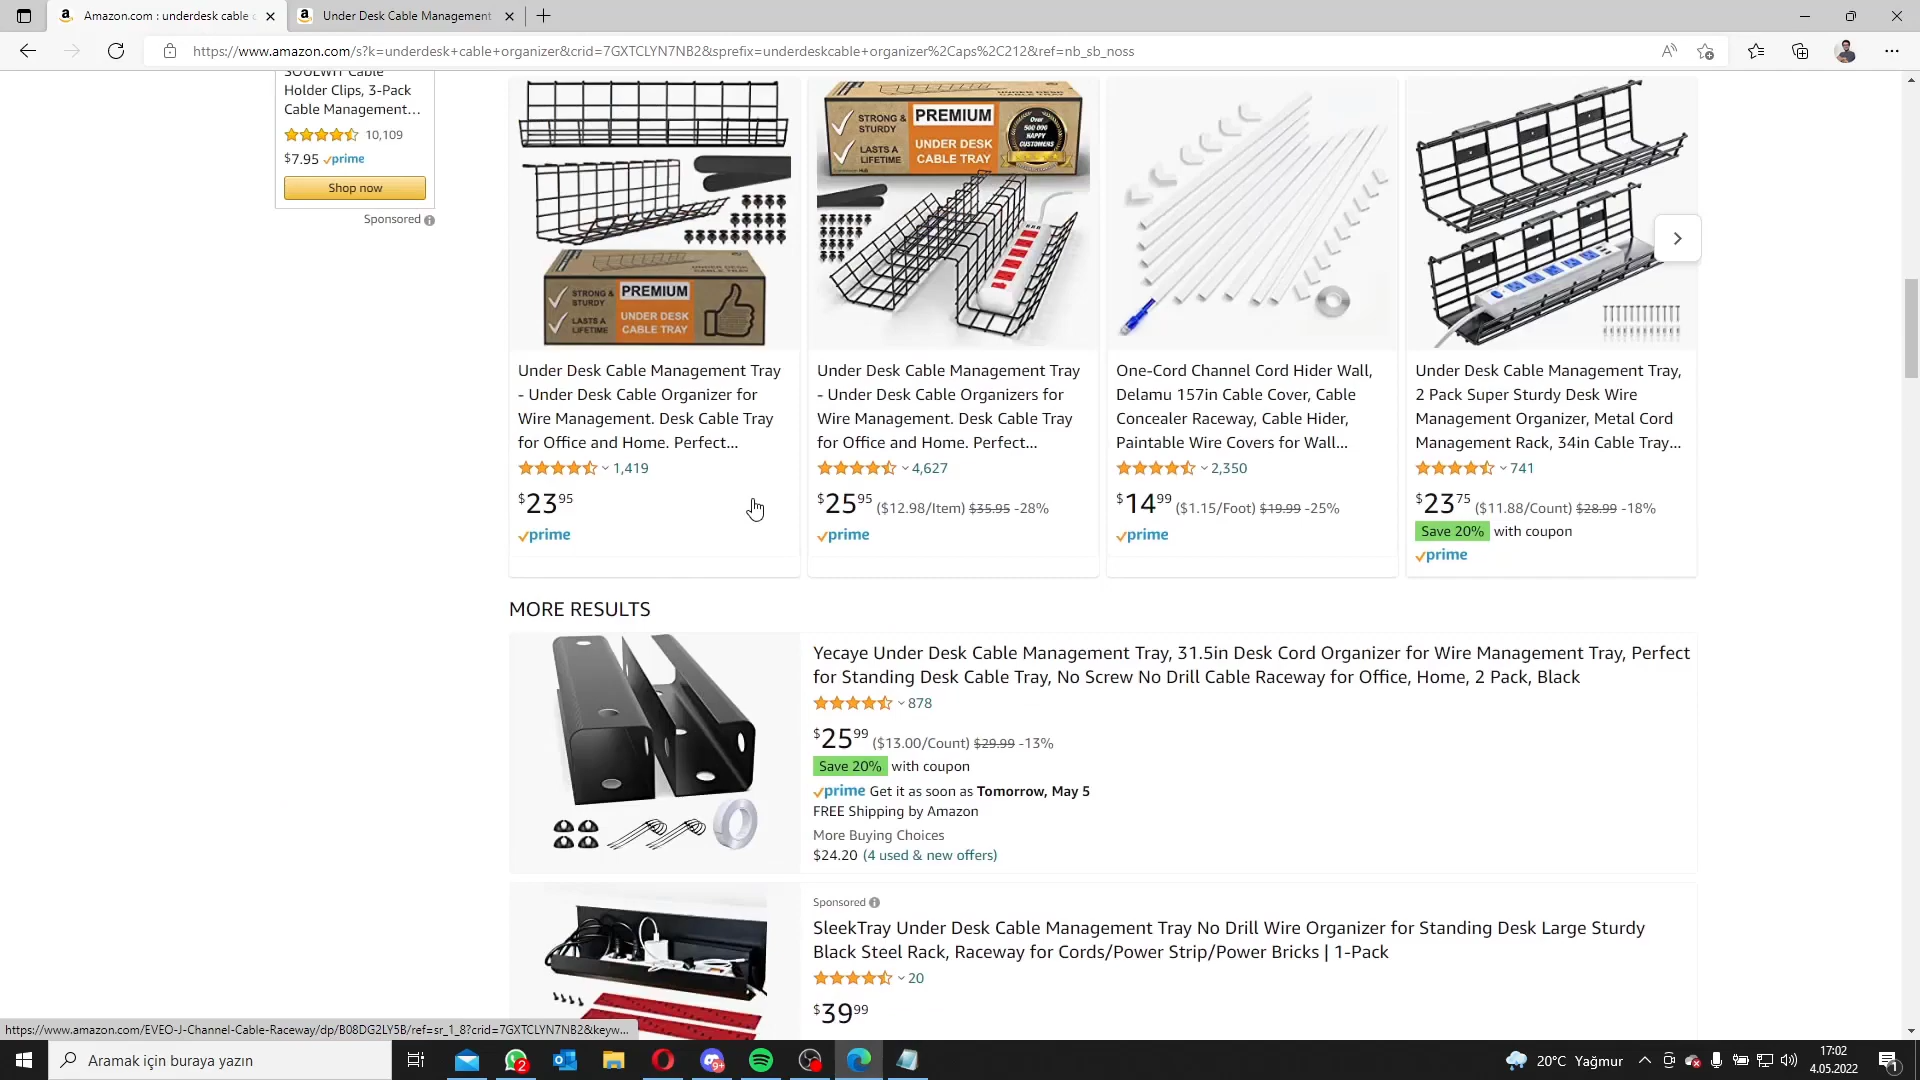 Amazon.com : underdesk cable
Under Desk Cable Management
https://www.amazon.com/s?k=underdesk+cable+organizer&crid=7GXTCLYN7NB2&sprefix=underdeskcable+organizer%2Caps%2C212&ref=nb_sb_noss
SOULWIT Cable
Holder Clips, 3-Pack
Cable Management...
10,109
$7.95 prime
Shop now
Sponsored
STRONG & STURDY
LASTS A LIFETIME
PREMIUM
UNDER DESK
CABLE TRAY
Under Desk Cable Management Tray
- Under Desk Cable Organizer for
Wire Management. Desk Cable Tray
for Office and Home. Perfect...
1,419
$23.95
prime
STRONG & STURDY
LASTS A LIFETIME
PREMIUM
UNDER DESK
CABLE TRAY
Over
500 000
HAPPY
CUSTOMERS
Under Desk Cable Management Tray
- Under Desk Cable Organizers for
Wire Management. Desk Cable Tray
for Office and Home. Perfect...
4,627
$25.95 ($12.98/Item) $35.95 -28%
prime
One-Cord Channel Cord Hider Wall,
Delamu 157in Cable Cover, Cable
Concealer Raceway, Cable Hider,
Paintable Wire Covers for Wall...
2,350
$14.99 ($1.15/Foot) $19.99 -25%
prime
Under Desk Cable Management Tray,
2 Pack Super Sturdy Desk Wire
Management Organizer, Metal Cord
Management Rack, 34in Cable Tray...
741
$23.75 ($11.88/Count) $28.99 -18%
Save 20% with coupon
prime
MORE RESULTS
Yecaye Under Desk Cable Management Tray, 31.5in Desk Cord Organizer for Wire Management Tray, Perfect
for Standing Desk Cable Tray, No Screw No Drill Cable Raceway for Office, Home, 2 Pack, Black
878
$25.99 ($13.00/Count) $29.99 -13%
Save 20% with coupon
prime Get it as soon as Tomorrow, May 5
FREE Shipping by Amazon
More Buying Choices
$24.20 (4 used & new offers)
Sponsored
SleekTray Under Desk Cable Management Tray No Drill Wire Organizer for Standing Desk Large Sturdy
Black Steel Rack, Raceway for Cords/Power Strip/Power Bricks | 1-Pack
20
$39.99
https://www.amazon.com/EVEO-J-Channel-Cable-Raceway/dp/B08DG2LY5B/ref=sr_1_8?crid=7GXTCLYN7NB2&keyw...
Aramak için buraya yazın
2
9+
20°C Yağmur
17:02
4.05.2022
1